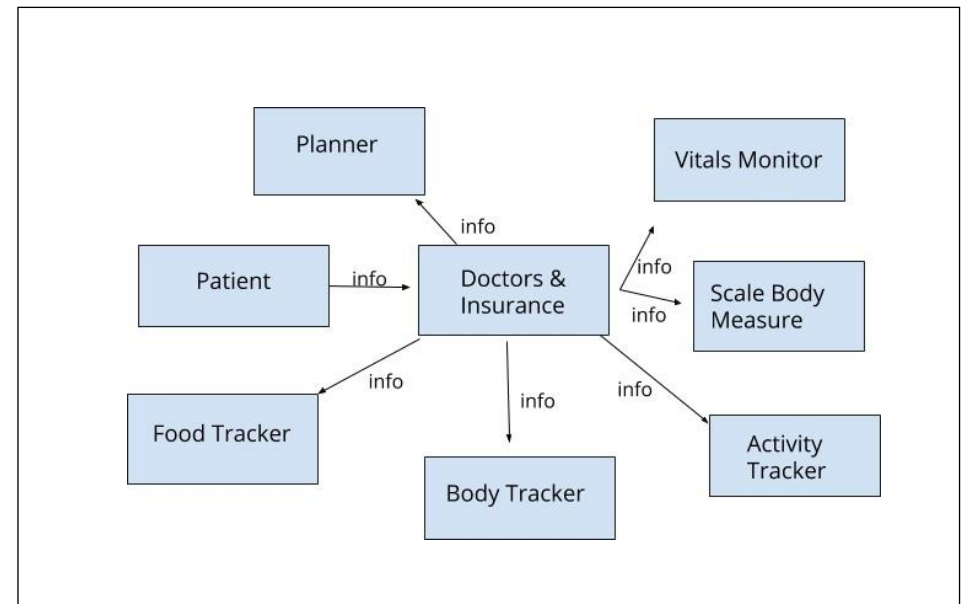 Planner
Vitals Monitor
info
Patient
info
Doctors &
Insurance
info
info
Scale Body
Measure
info
info
info
Food Tracker
Body Tracker
Activity
Tracker